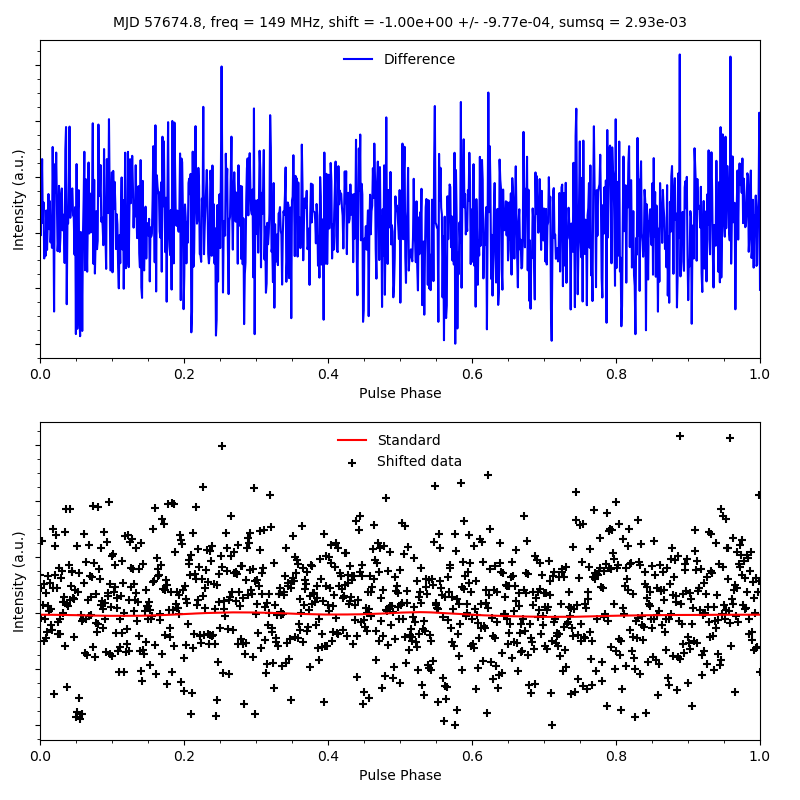 MJD 57674.8, freq = 149 MHz, shift = -1.00e+00 +/- -9.77e-04, sumsq = 2.93e-03
Difference
Intensity (a.u.)
0.0 0.2 0.4 0.6 0.8 1.0
Pulse Phase
Standard
Shifted data
Intensity (a.u.)
0.0 0.2 0.4 0.6 0.8 1.0
Pulse Phase